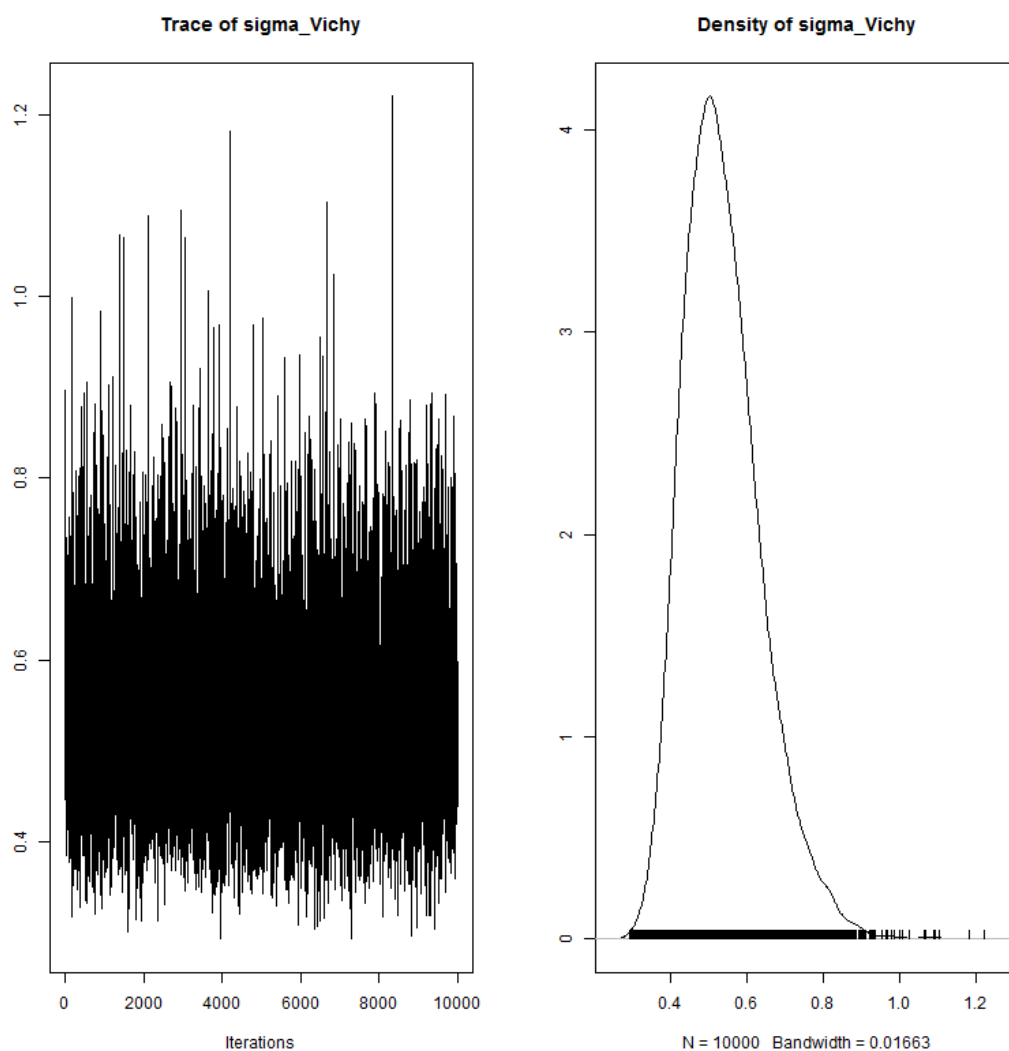 Trace of sigma_Vichy
1.2
1.0
0.8
0.6
0.4
0 2000 4000 6000 8000 10000
Iterations
Density of sigma_Vichy
4
3
2
1
0
0.4 0.6 0.8 1.0 1.2
N = 10000 Bandwidth = 0.01663